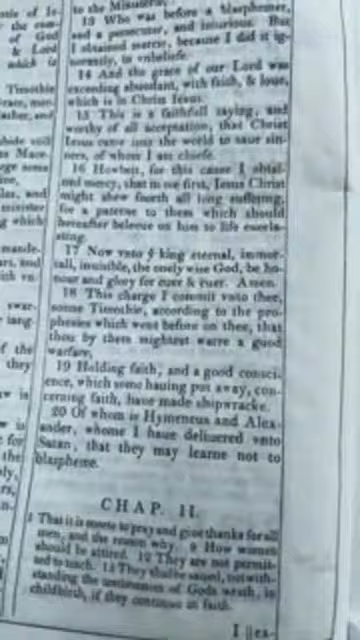 to the Ministerie,
13 Who was before a blasphemer,
and a persecuter, and iniurious. But
I obtained mercie, because I did it ig-
norantly, in vnbeliefe.
14 And the grace of our Lord was
exceeding abundant, with faith, & loue,
which is in Christ Iesus.
15 This is a faithfull saying, and
worthy of all acceptation, that Christ
Iesus came into the world to saue sin-
ners, of whom I am chiefe.
16 Howbeit, for this cause I obtai-
ned mercy, that in me first, Iesus Christ
might shew foorth all long suffering,
for a paterne to them which should
hereafter beleeue on him to life euerla-
sting.
17 Now vnto ẏ king eternal, immor-
tall, inuisible, the onely wise God, be ho-
nour and glory for euer & euer. Amen.
18 This charge I commit vnto thee,
sonne Timothie, according to the pro-
phesies which went before on thee, that
thou by them mightest warre a good
warfare,
19 Holding faith, and a good consci-
ence, which some hauing put away, con-
cerning faith, have made shipwracke.
20 Of whom is Hymeneus and Alex-
ander, whome I haue deliuered vnto
Satan, that they may learne not to
blaspheme.
CHAP. II.
1 That it is meete to pray and giue thanks for all
men, and the reason why. 9 How women
should be attired. 12 They are not permit-
ted to teach. 15 They shalbe saued, notwith-
standing the testimonies of Gods wrath, in
childbirth, if they continue in faith.